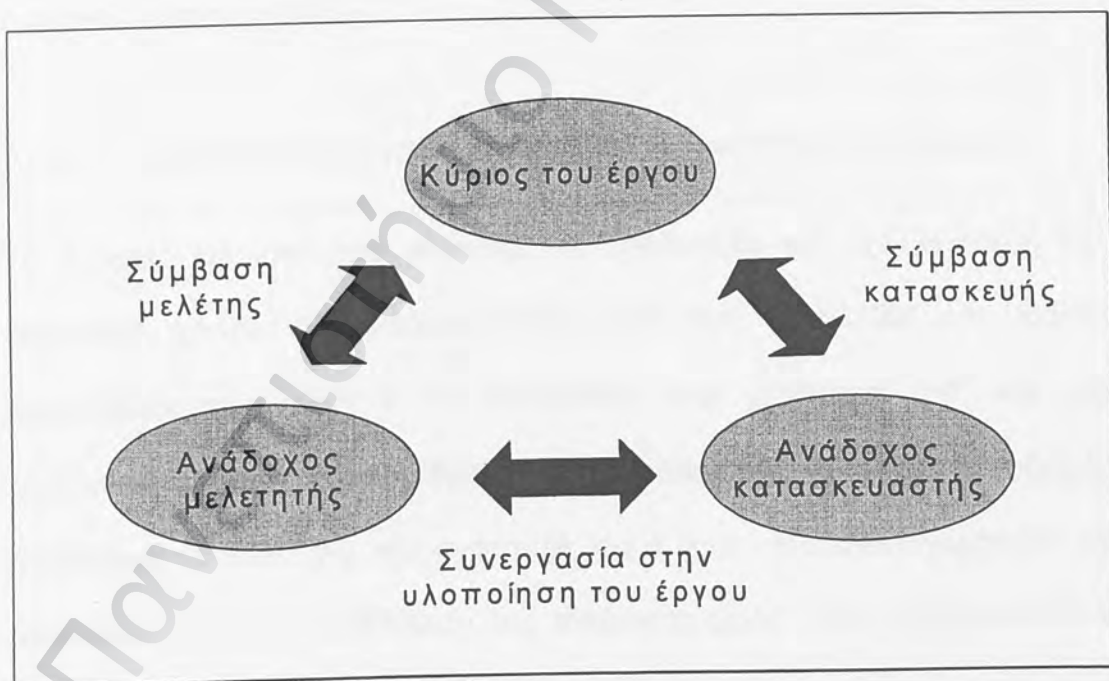 Κύριος του έργου
Σύμβαση
μελέτης
Σύμβαση
κατασκευής
Ανάδοχος
μελετητής
Ανάδοχος
κατασκευαστής
Συνεργασία στην
υλοποίηση του έργου